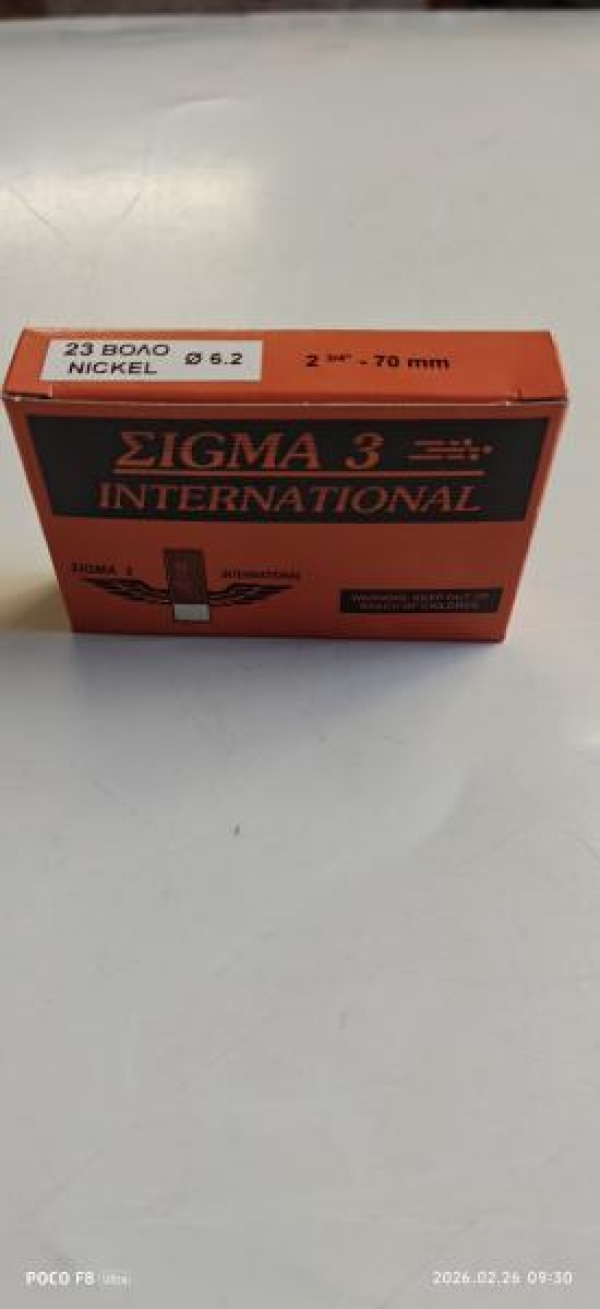 23 ΒΟΛΟ
NICKEL
Ø 6.2
2 3/4" - 70 mm
ΣIGMA 3
INTERNATIONAL
ΣIGMA 3
INTERNATIONAL
WARNING: KEEP OUT OF
REACH OF CHILDREN
POCO F8 Ultra
2026.02.26 09:30